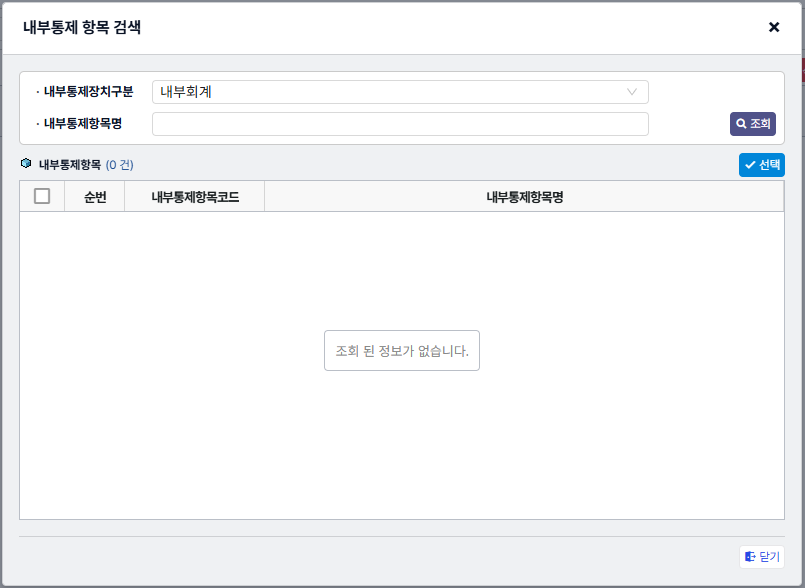 내부통제 항목 검색
· 내부통제장치구분 내부회계
· 내부통제항목명
조회
내부통제항목 (0 건)
선택
순번 내부통제항목코드 내부통제항목명
조회 된 정보가 없습니다.
닫기